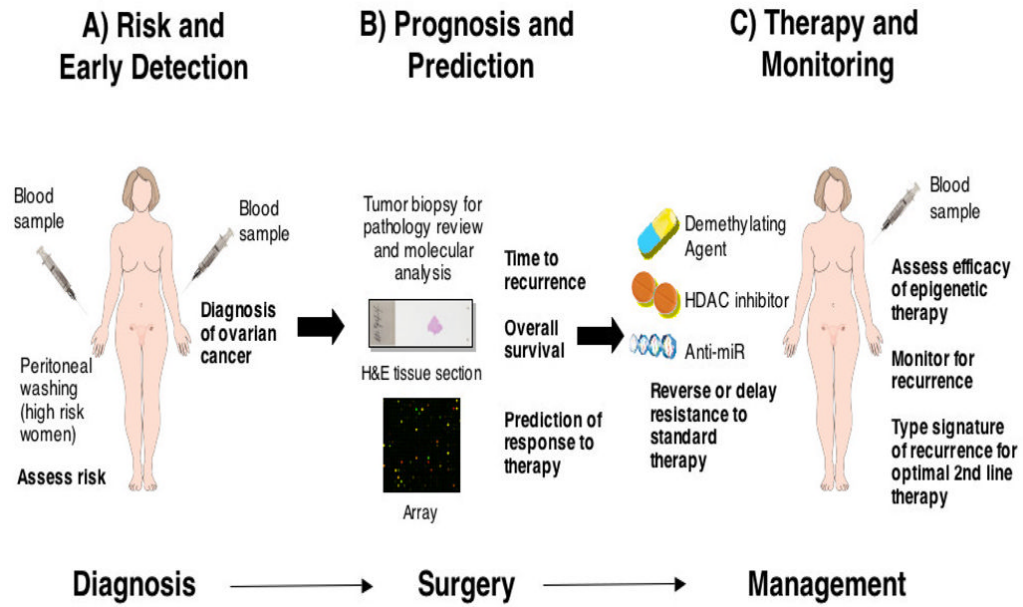 A) Risk and
Early Detection
B) Prognosis and
Prediction
C) Therapy and
Monitoring
Blood
sample
Blood
sample
Diagnosis
of ovarian
cancer
Peritoneal
washing
(high risk
women)
Assess risk
Tumor biopsy for
pathology review
and molecular
analysis
H&E tissue section
Array
Time to
recurrence
Overall
survival
Prediction of
response to
therapy
Demethylating
Agent
HDAC inhibitor
Anti-miR
Reverse or delay
resistance to
standard
therapy
Blood
sample
Assess efficacy
of epigenetic
therapy
Monitor for
recurrence
Type signature
of recurrence for
optimal 2nd line
therapy
Diagnosis
Surgery
Management